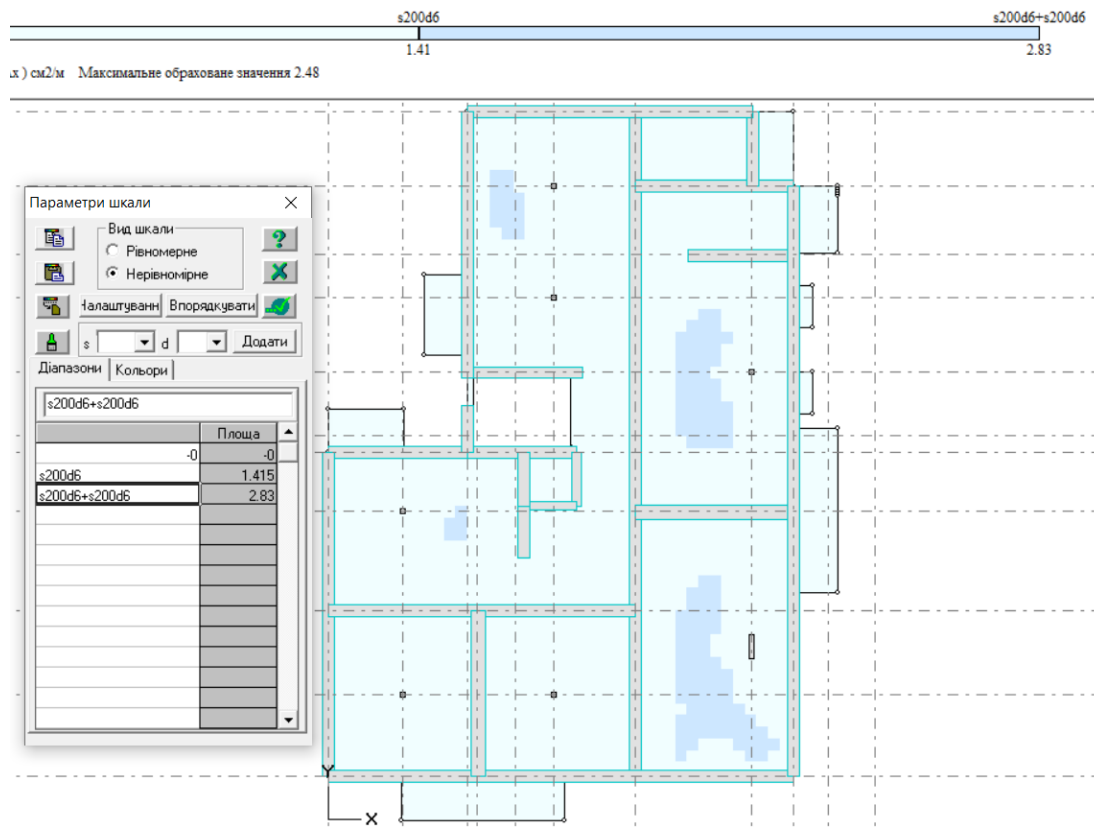 s200d6
s200d6+s200d6
1.41
2.83
) см2/м Максимальне обраховане значення 2.48
Параметри шкали
Вид шкали
Рівномерне
Нерівномірне
Налаштуванн
Впорядкувати
s
d
Додати
Діапазони
Кольори
s200d6+s200d6
Площа
-0
-0
s200d6
1.415
s200d6+s200d6
2.83
Y
X